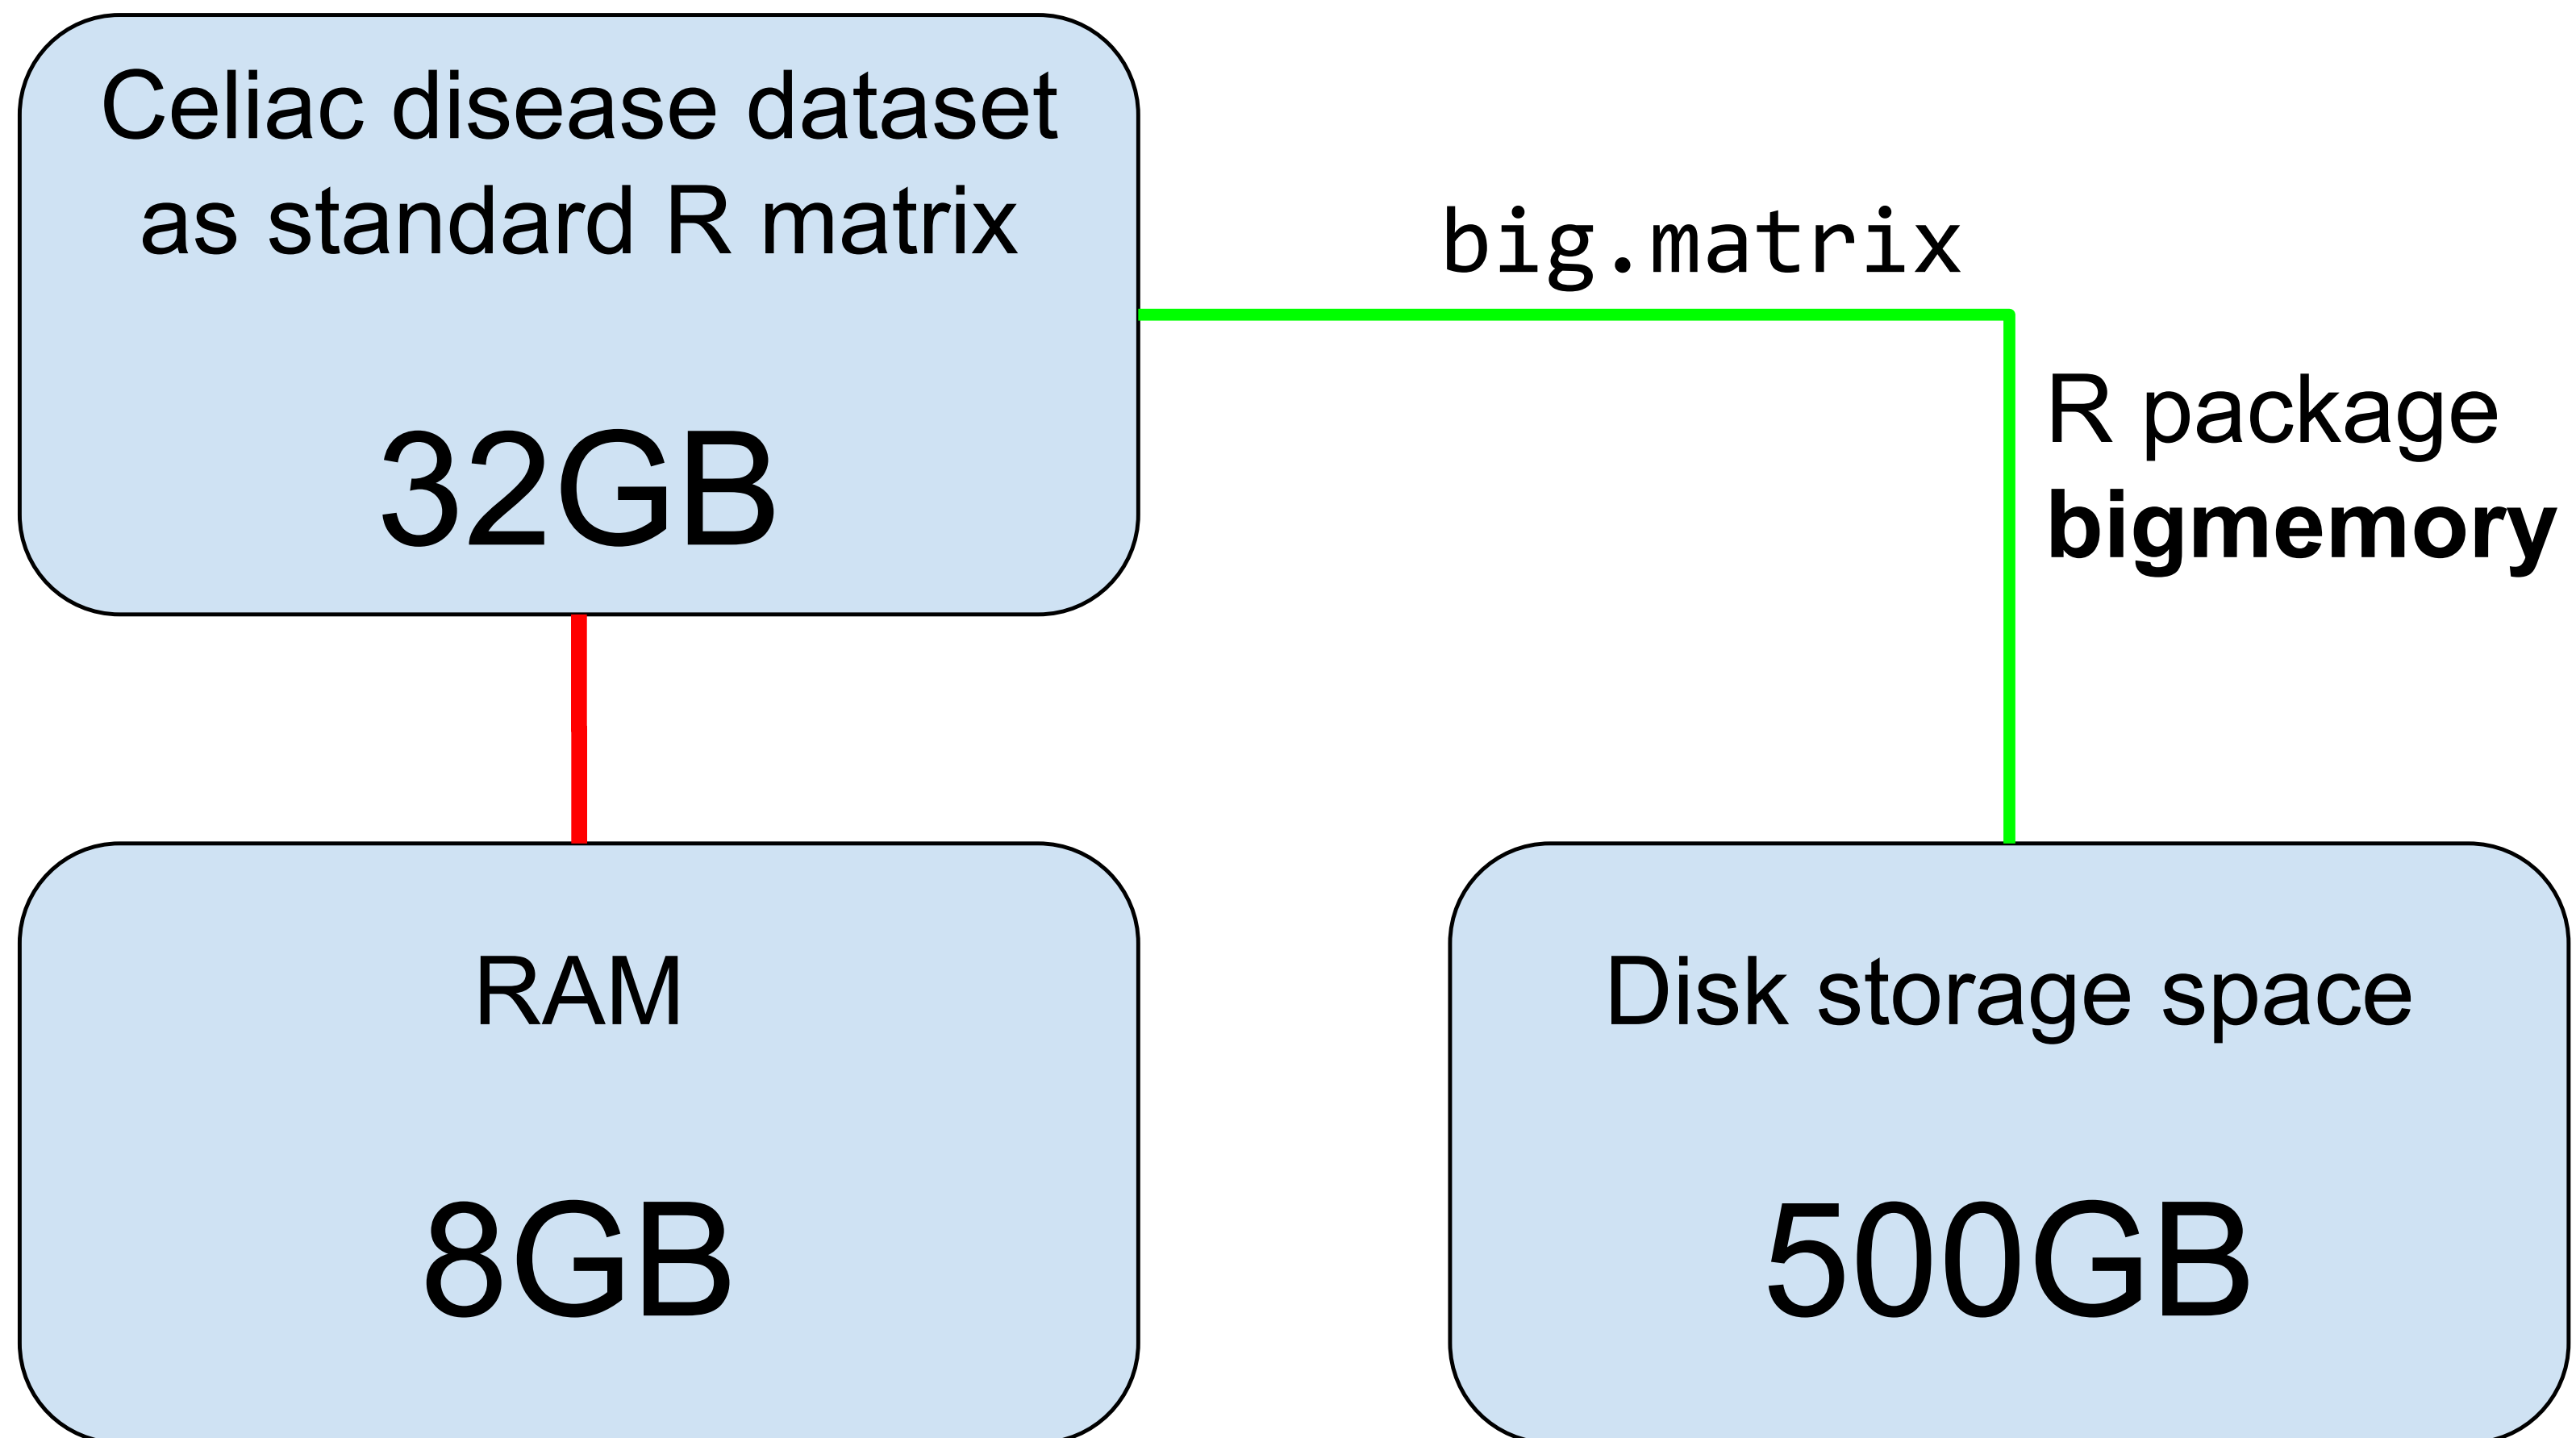 Celiac disease dataset
as standard R matrix
32GB
big.matrix
R package
bigmemory
RAM
8GB
Disk storage space
500GB